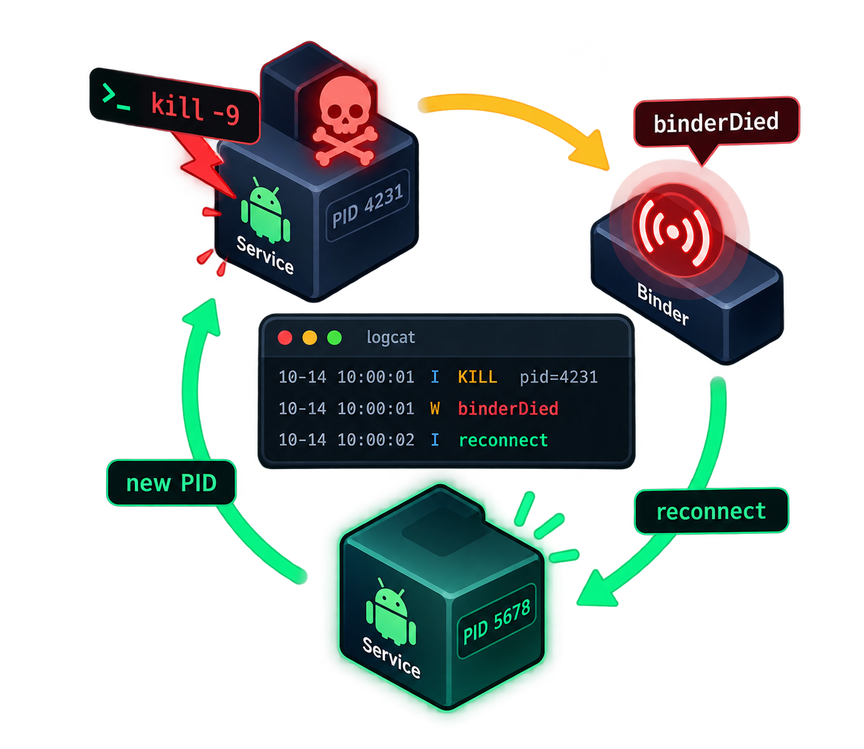 >_ kill -9
binderDied
PID 4231
Service
Binder
logcat
10-14 10:00:01 I KILL pid=4231
10-14 10:00:01 W binderDied
10-14 10:00:02 I reconnect
new PID
reconnect
PID 5678
Service